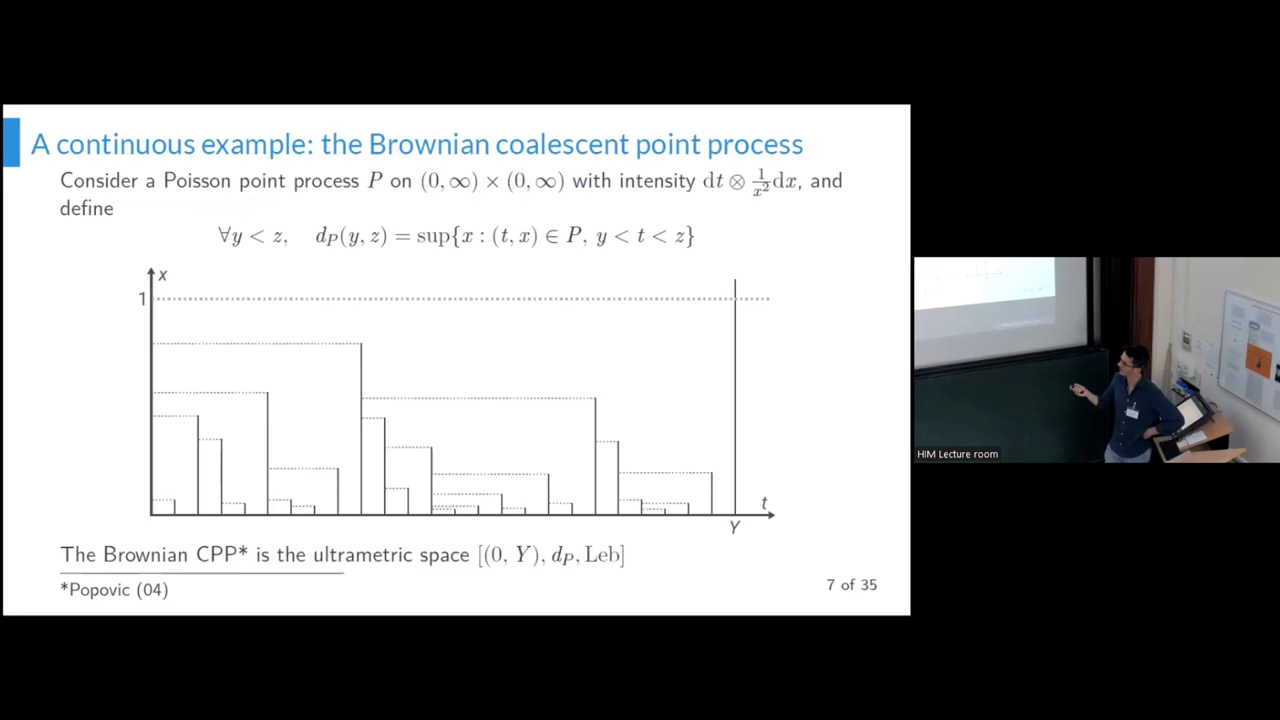 A continuous example: the Brownian coalescent point process
Consider a Poisson point process P on (0, ∞) × (0, ∞) with intensity dt ⊗ 1/x² dx, and
define
∀y < z, d_P(y, z) = sup{x : (t, x) ∈ P, y < t < z}
x
1
t
Y
The Brownian CPP* is the ultrametric space [(0, Y), d_P, Leb]
*Popovic (04)
7 of 35
HIM Lecture room